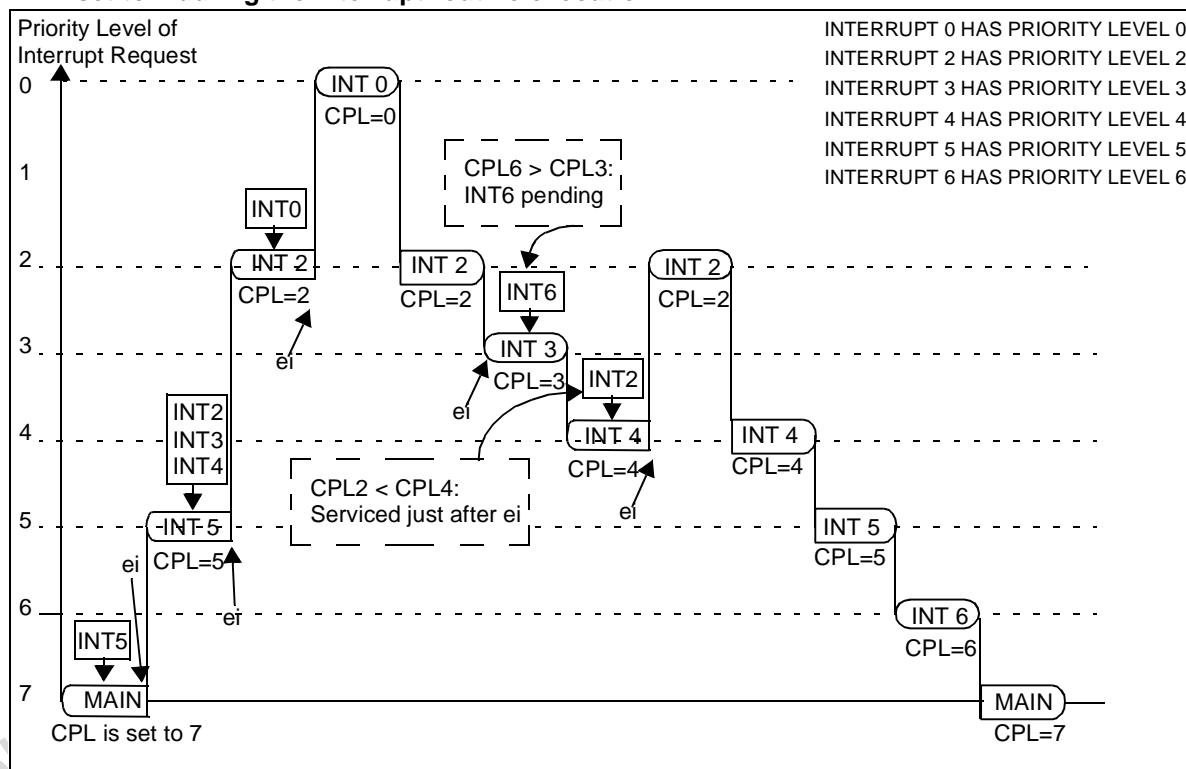 Priority Level of
Interrupt Request
INTERRUPT 0 HAS PRIORITY LEVEL 0
INTERRUPT 2 HAS PRIORITY LEVEL 2
INTERRUPT 3 HAS PRIORITY LEVEL 3
INTERRUPT 4 HAS PRIORITY LEVEL 4
INTERRUPT 5 HAS PRIORITY LEVEL 5
INTERRUPT 6 HAS PRIORITY LEVEL 6
0
INT 0
CPL=0
1
CPL6 > CPL3:
INT6 pending
INT0
2
INT 2
CPL=2
INT 2
CPL=2
INT6
INT 2
CPL=2
ei
3
INT 3
CPL=3
ei
INT2
INT2
INT3
INT4
4
INT 4
CPL=4
ei
INT 4
CPL=4
CPL2 < CPL4:
Serviced just after ei
5
INT 5
CPL=5
ei
ei
INT 5
CPL=5
6
INT5
INT 6
CPL=6
7
MAIN
CPL is set to 7
MAIN
CPL=7